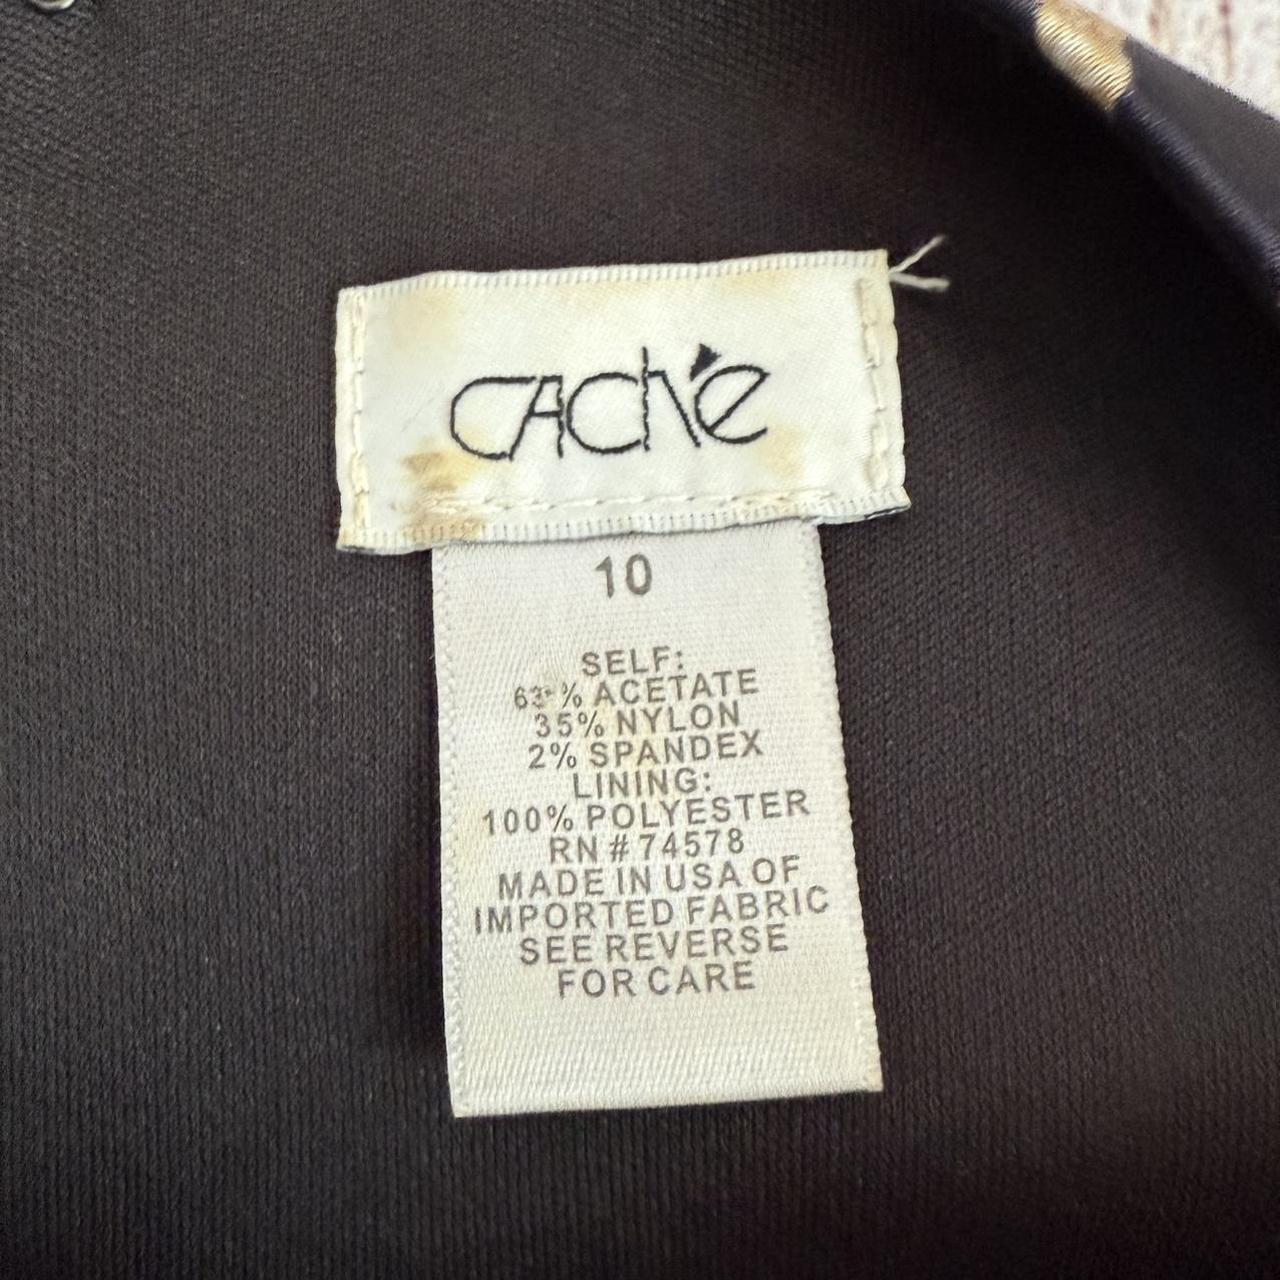 CAChé
10
SELF:
63% ACETATE
35% NYLON
2% SPANDEX
LINING:
100% POLYESTER
RN # 74578
MADE IN USA OF
IMPORTED FABRIC
SEE REVERSE
FOR CARE